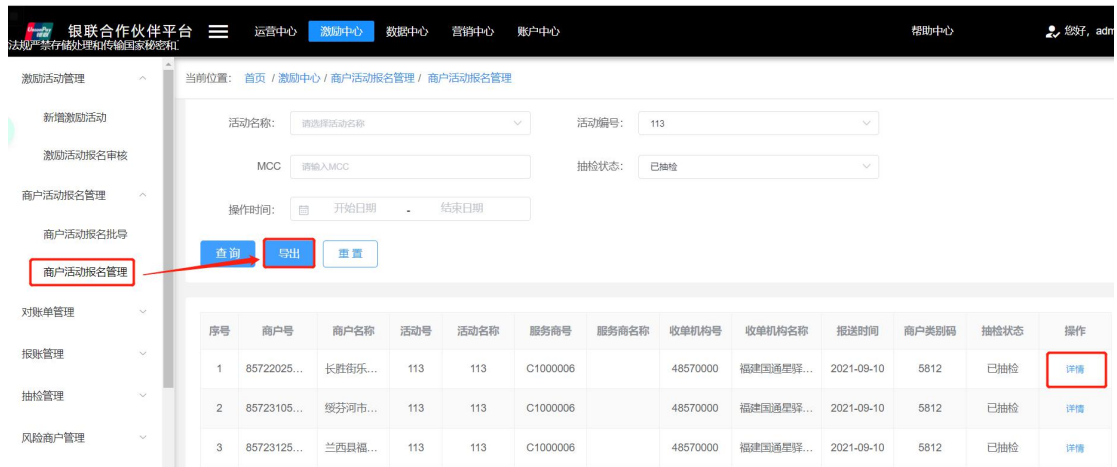 银联合作伙伴平台 运营中心 激励中心 数据中心 营销中心 账户中心 帮助中心 您好，adm
法规严禁存储处理和传输国家秘密和工
激励活动管理
新增激励活动
激励活动报名审核
商户活动报名管理
商户活动报名批导
商户活动报名管理
对账单管理
报账管理
抽检管理
风险商户管理
当前位置： 首页 / 激励中心 / 商户活动报名管理 / 商户活动报名管理
活动名称： 请选择活动名称 活动编号： 113
MCC 请输入MCC 抽检状态： 已抽检
操作时间： 开始日期 - 结束日期
查询 导出 重置
序号 商户号 商户名称 活动号 活动名称 服务商号 服务商名称 收单机构号 收单机构名称 报送时间 商户类别码 抽检状态 操作
1 85722025... 长胜街乐... 113 113 C1000006 48570000 福建国通星驿... 2021-09-10 5812 已抽检 详情
2 85723105... 绥芬河市... 113 113 C1000006 48570000 福建国通星驿... 2021-09-10 5812 已抽检 详情
3 85723125... 兰西县福... 113 113 C1000006 48570000 福建国通星驿... 2021-09-10 5812 已抽检 详情